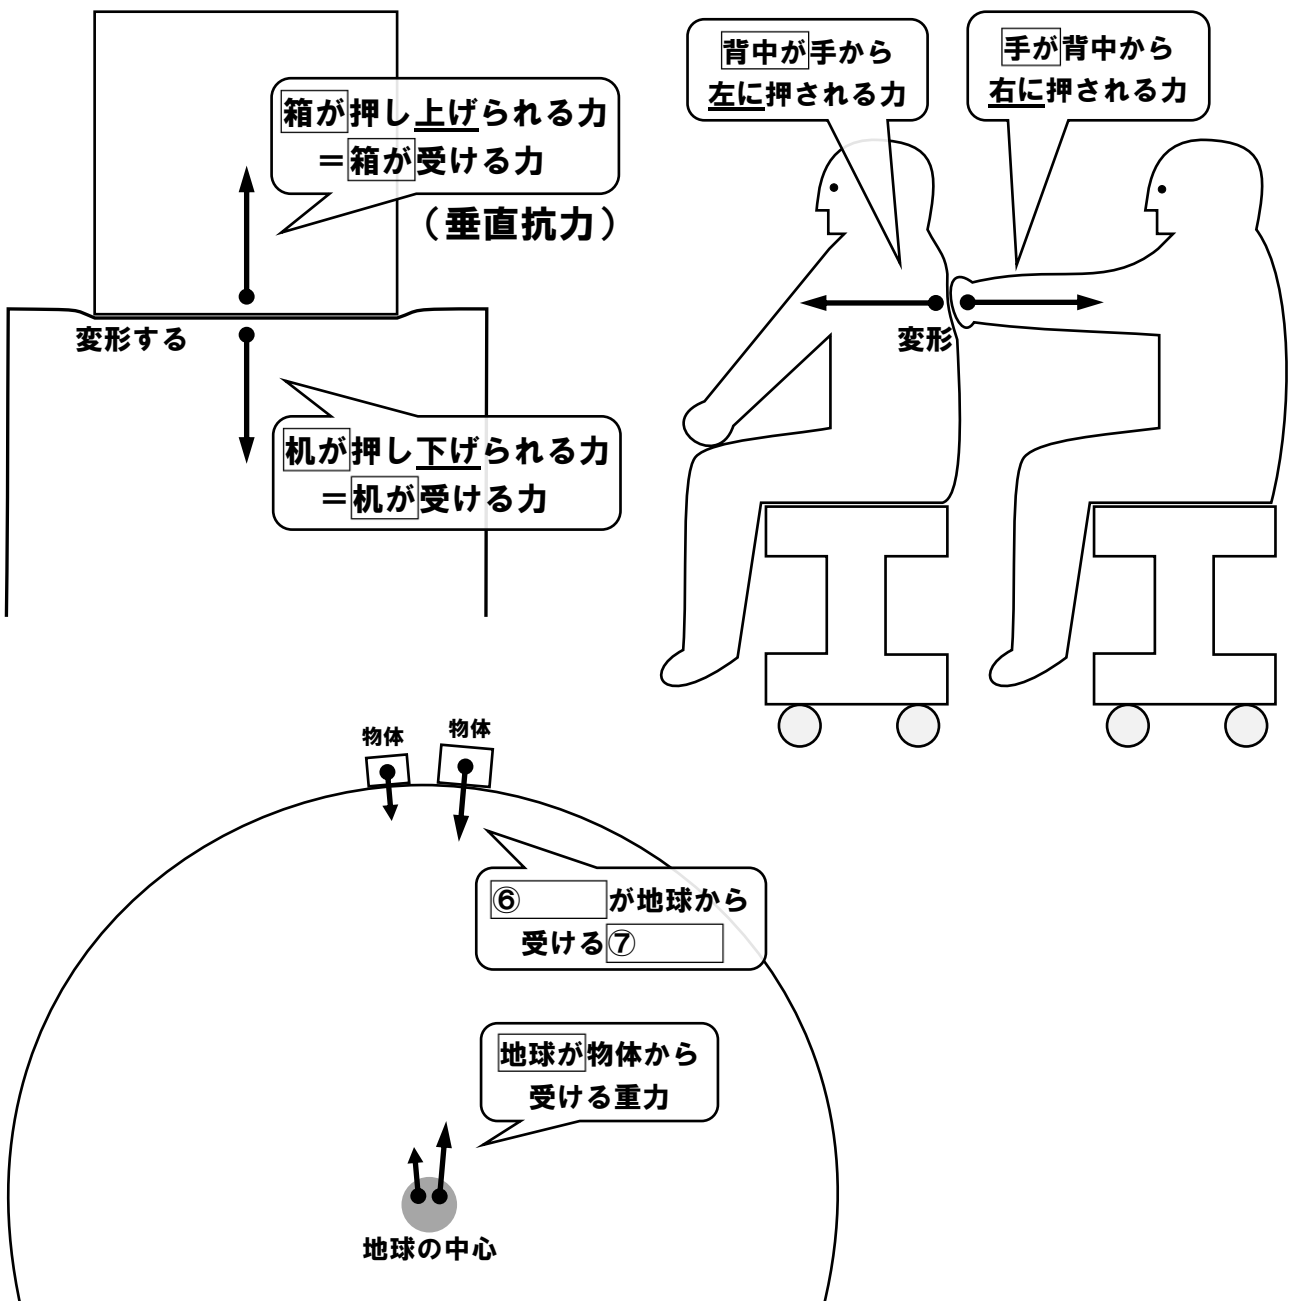 箱が押し上げられる力
＝箱が受ける力
（垂直抗力）
変形する
机が押し下げられる力
＝机が受ける力
背中が手から
左に押される力
手が背中から
右に押される力
変形
物体
物体
⑥が地球から
受ける⑦
地球が物体から
受ける重力
地球の中心